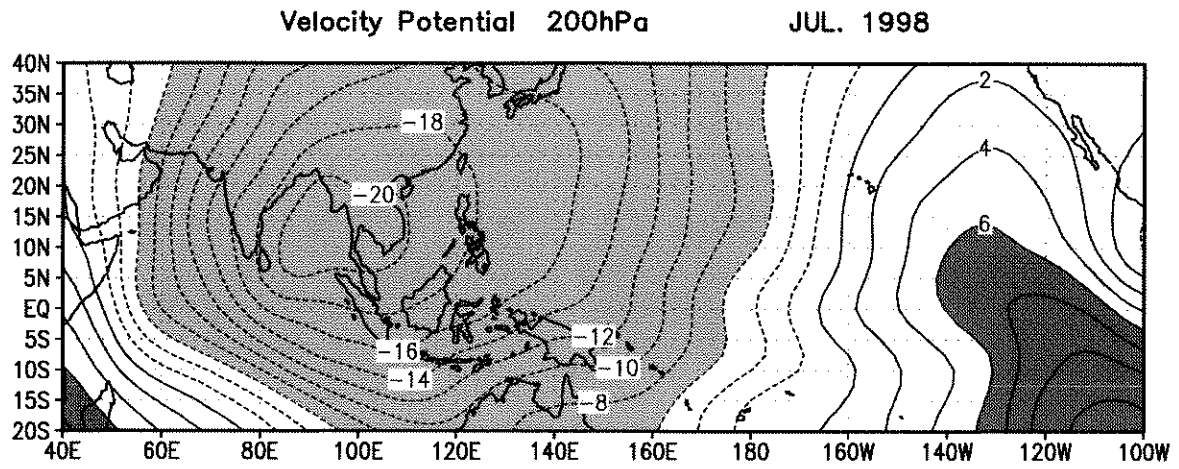 Velocity Potential 200hPa JUL. 1998
40N
35N
30N
25N
20N
15N
10N
5N
EQ
5S
10S
15S
20S
2
-18
4
-20
6
-12
-16
-10
-14
-8
40E 60E 80E 100E 120E 140E 160E 180 160W 140W 120W 100W